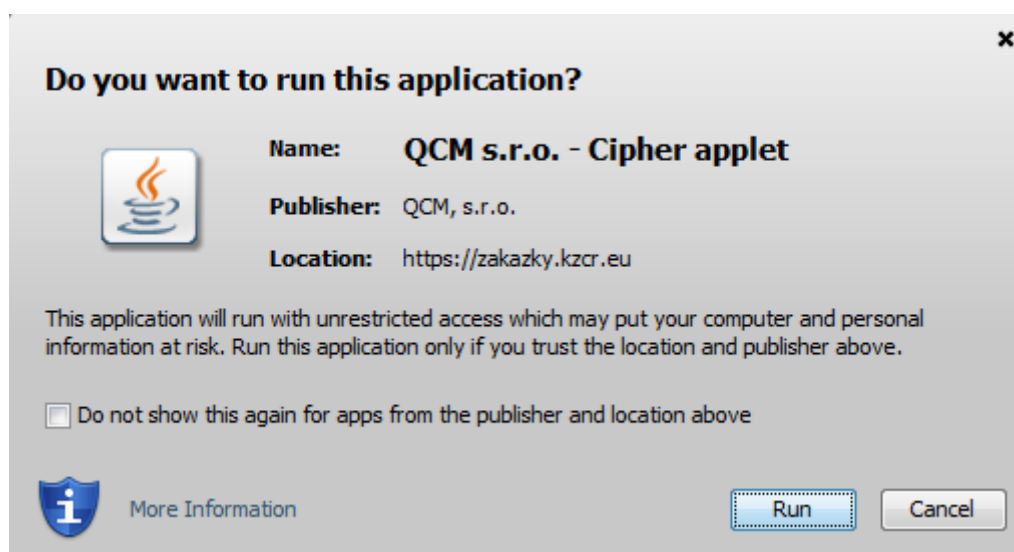 Do you want to run this application?
Name: QCM s.r.o. - Cipher applet
Publisher: QCM, s.r.o.
Location: https://zakazky.kzcr.eu
This application will run with unrestricted access which may put your computer and personal
information at risk. Run this application only if you trust the location and publisher above.
Do not show this again for apps from the publisher and location above
More Information
Run Cancel